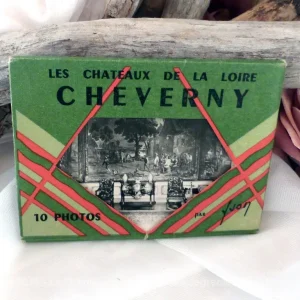 LES CHATEAUX DE LA LOIRE
CHEVERNY
10 PHOTOS par Yvon